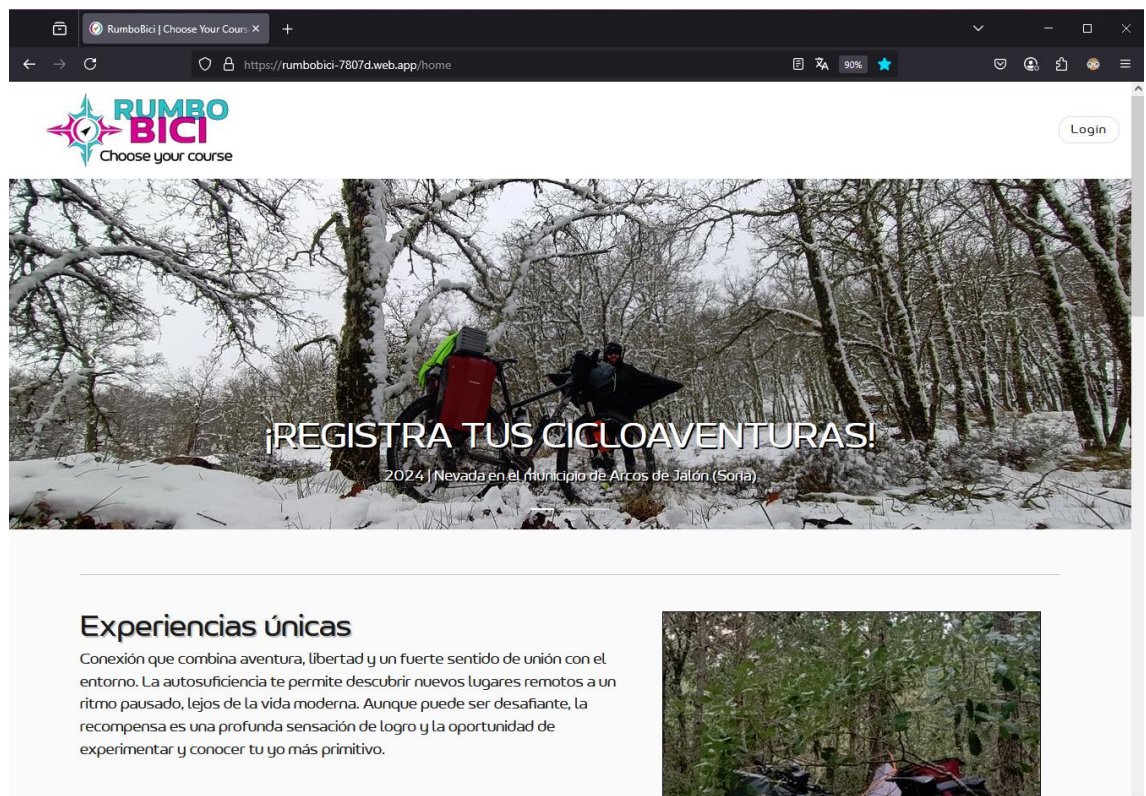 RumboBici | Choose Your Cours
https://rumbobici-7807d.web.app/home
90%
RUMBO
BICI
Choose your course
Login
¡REGISTRA TUS CICLOAVENTURAS!
2024 | Nevada en el municipio de Arcos de Jalón (Soria)
Experiencias únicas
Conexión que combina aventura, libertad y un fuerte sentido de unión con el
entorno. La autosuficiencia te permite descubrir nuevos lugares remotos a un
ritmo pausado, lejos de la vida moderna. Aunque puede ser desafiante, la
recompensa es una profunda sensación de logro y la oportunidad de
experimentar y conocer tu yo más primitivo.